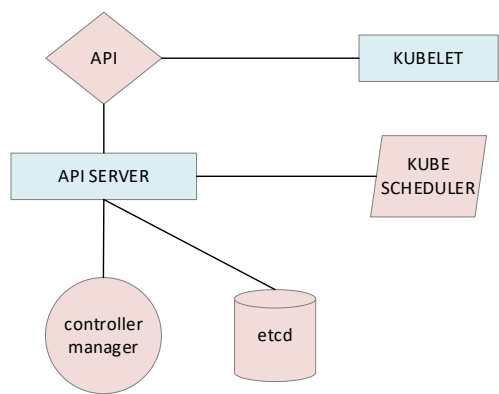 API
KUBELET
API SERVER
KUBE
SCHEDULER
controller
manager
etcd